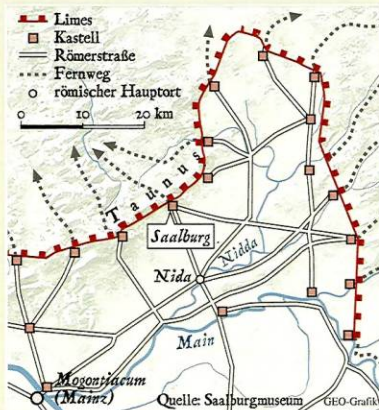 Limes
Kastell
Römerstraße
Fernweg
römischer Hauptort
0 20 km
Taunus
Saalburg
Nidda
Nida
Main
Mogontiacum
(Mainz)
Quelle: Saalburgmuseum
GEO-Grafik